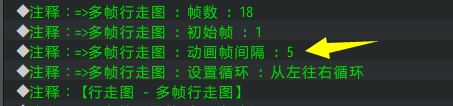 ◆注释：=>多帧行走图 : 帧数 : 18
◆注释：=>多帧行走图 : 初始帧 : 1
◆注释：=>多帧行走图 : 动画帧间隔 : 5
◆注释：=>多帧行走图 : 设置循环 : 从左往右循环
◆注释：【行走图 - 多帧行走图】